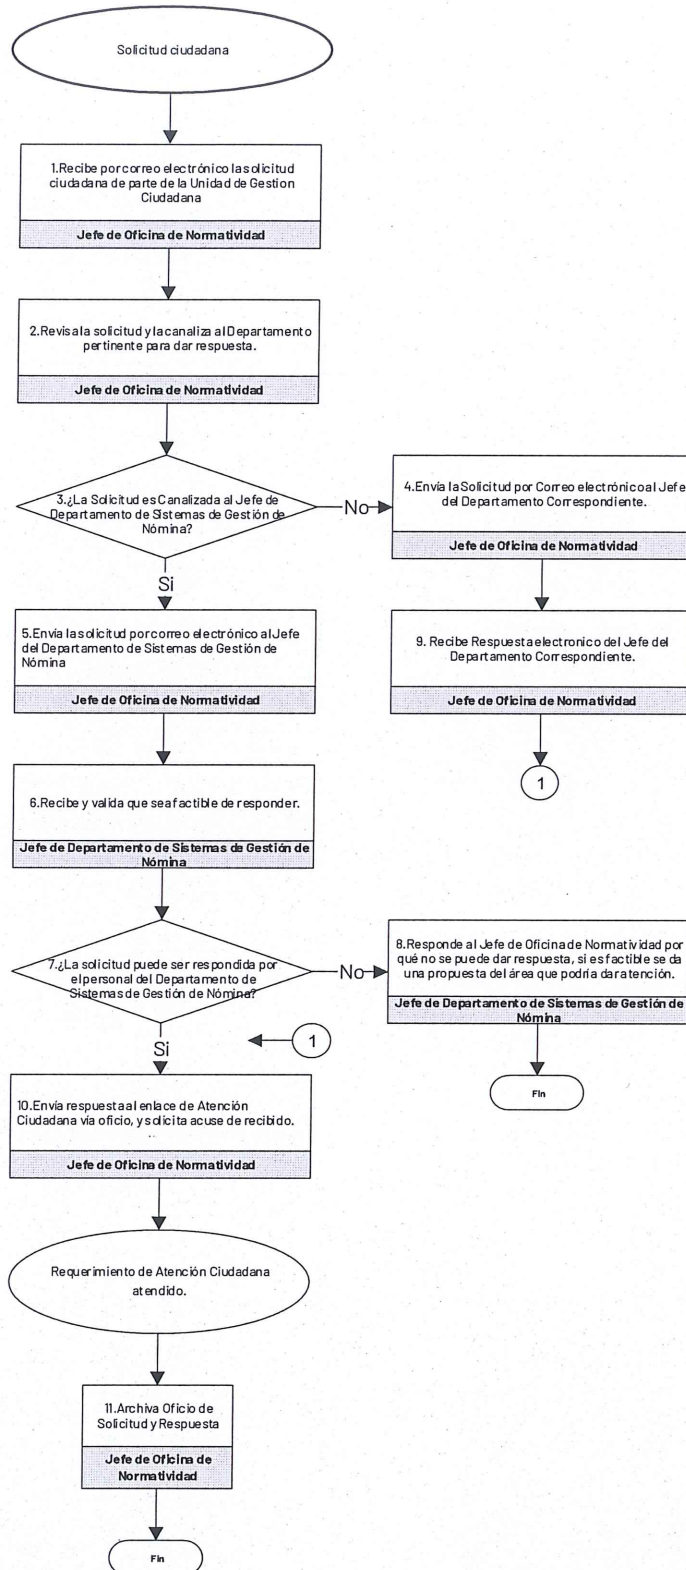 Solicitud ciudadana
1.Recibe por correo electrónico la solicitud
ciudadana de parte de la Unidad de Gestion
Ciudadana
Jefe de Oficina de Normatividad
2.Revisa la solicitud y la canaliza al Departamento
pertinente para dar respuesta.
Jefe de Oficina de Normatividad
3.¿La Solicitud es Canalizada al Jefe de
Departamento de Sistemas de Gestión de
Nómina?
No
4.Envía la Solicitud por Correo electrónico al Jefe
del Departamento Correspondiente.
Jefe de Oficina de Normatividad
Si
5.Envía la solicitud por correo electrónico al Jefe
del Departamento de Sistemas de Gestión de
Nómina
Jefe de Oficina de Normatividad
9. Recibe Respuesta electronico del Jefe del
Departamento Correspondiente.
Jefe de Oficina de Normatividad
1
6.Recibe y valida que sea factible de responder.
Jefe de Departamento de Sistemas de Gestión de
Nómina
7.¿La solicitud puede ser respondida por
el personal del Departamento de
Sistemas de Gestión de Nómina?
No
8.Responde al Jefe de Oficina de Normatividad por
qué no se puede dar respuesta, si es factible se da
una propuesta del área que podría dar atención.
Jefe de Departamento de Sistemas de Gestión de
Nómina
Fin
Si
1
10.Envía respuesta al enlace de Atención
Ciudadana vía oficio, y solicita acuse de recibido.
Jefe de Oficina de Normatividad
Requerimiento de Atención Ciudadana
atendido.
11.Archiva Oficio de
Solicitud y Respuesta
Jefe de Oficina de
Normatividad
Fin